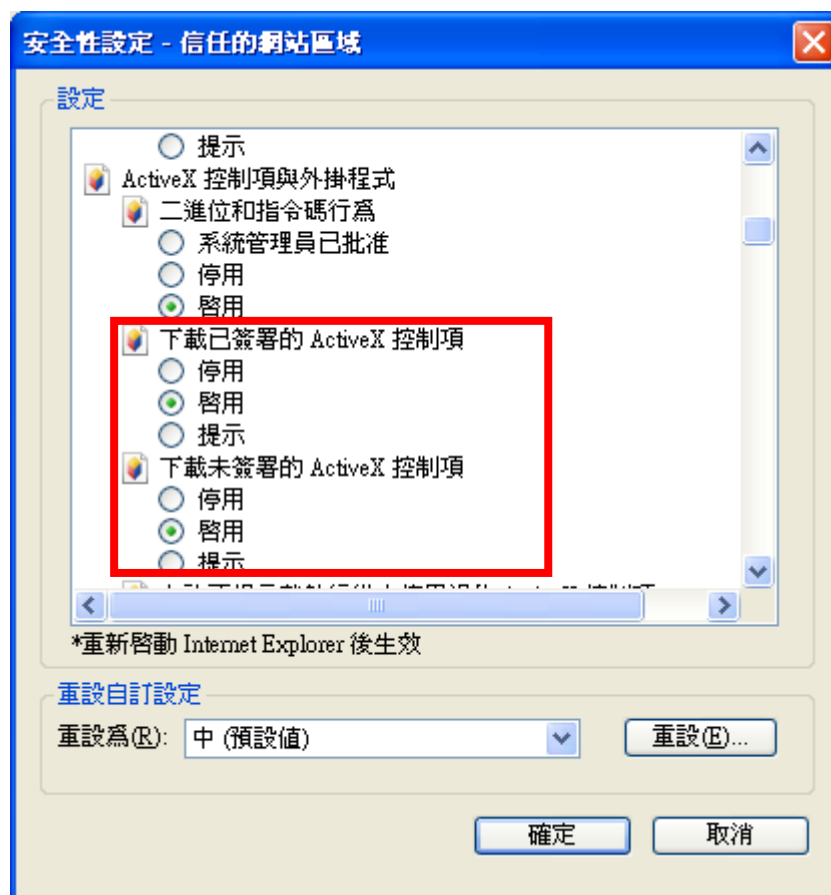 安全性設定 - 信任的網站區域
設定
提示
ActiveX 控制項與外掛程式
二進位和指令碼行為
系統管理員已批准
停用
啓用
下載已簽署的 ActiveX 控制項
停用
啓用
提示
下載未簽署的 ActiveX 控制項
停用
啓用
提示
*重新啓動 Internet Explorer 後生效
重設自訂設定
重設為(R):
中 (預設值)
重設(E)...
確定
取消